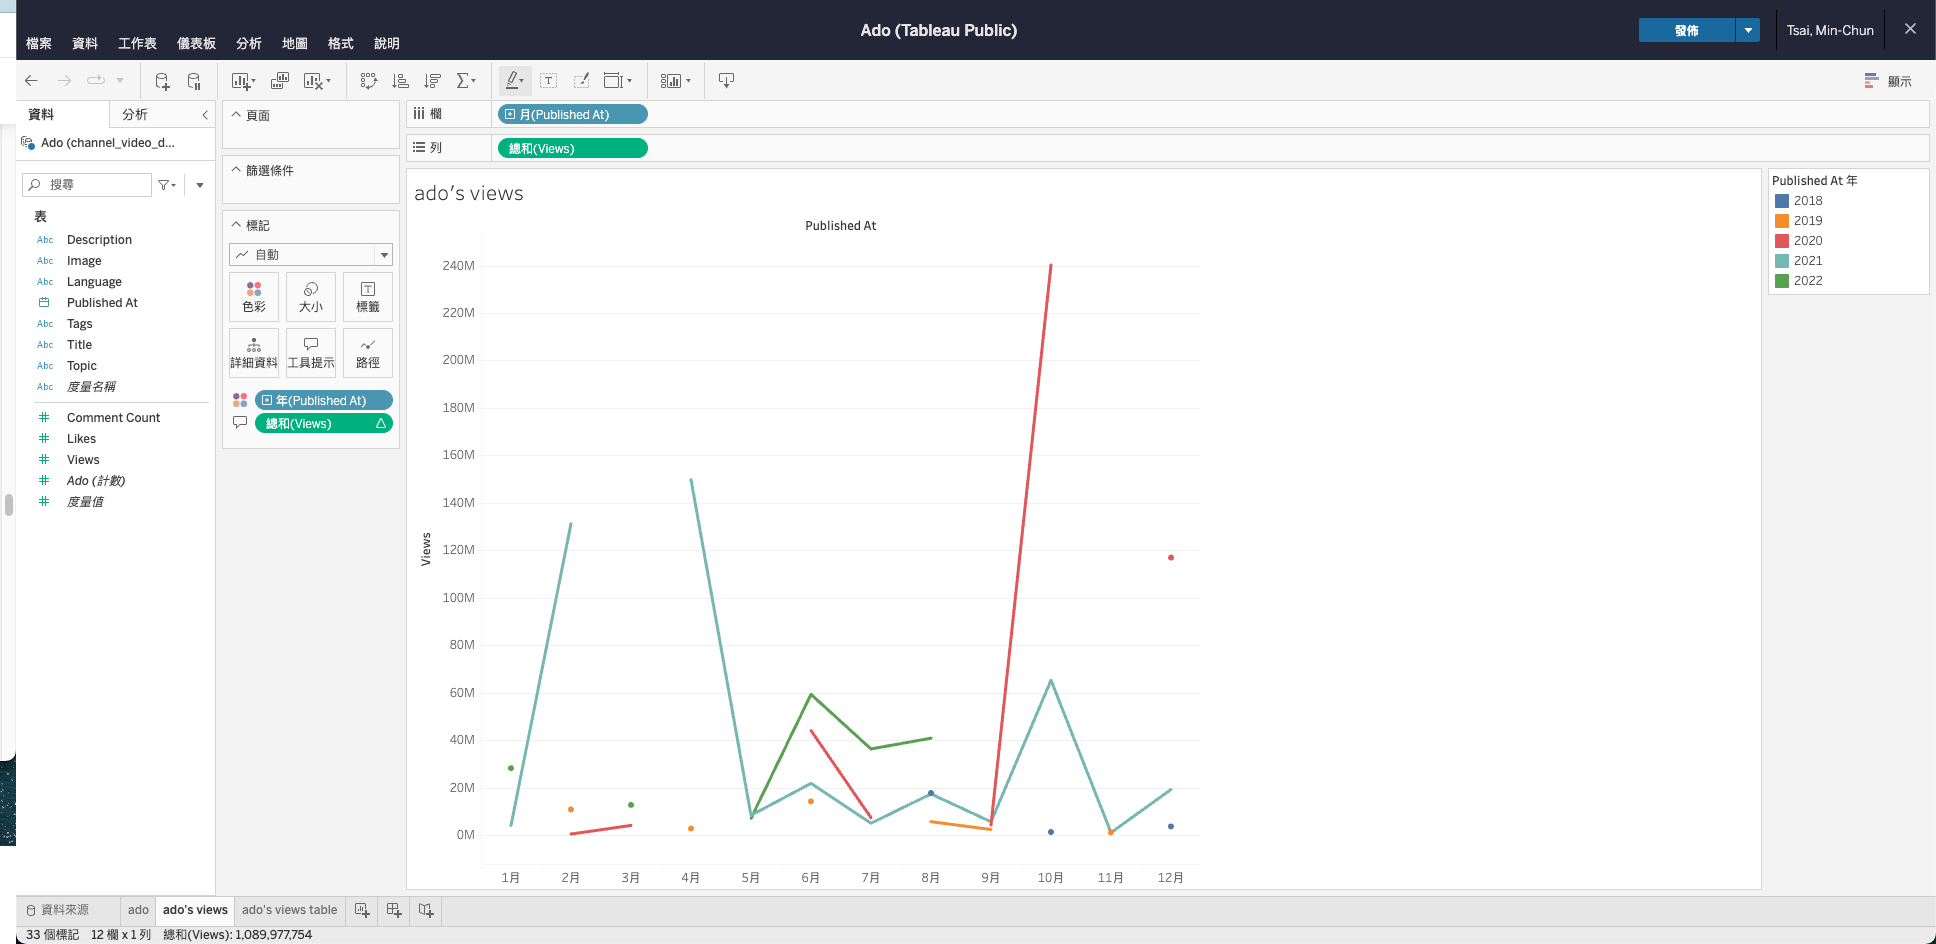 Ado (Tableau Public)
發佈
Tsai, Min-Chun
檔案 資料 工作表 儀表板 分析 地圖 格式 說明
顯示
資料 分析
Ado (channel_video_d...
搜尋
表
Abc Description
Abc Image
Abc Language
Published At
Abc Tags
Abc Title
Abc Topic
Abc 度量名稱
Comment Count
Likes
Views
Ado (計數)
度量值
頁面
篩選條件
標記
自動
色彩 大小 標籤
詳細資料 工具提示 路徑
年(Published At)
總和(Views)
欄 月(Published At)
列 總和(Views)
ado's views
Published At
240M
220M
200M
180M
160M
140M
120M
100M
80M
60M
40M
20M
0M
Views
1月 2月 3月 4月 5月 6月 7月 8月 9月 10月 11月 12月
Published At 年
2018
2019
2020
2021
2022
資料來源 ado ado's views ado's views table
33 個標記 12 欄 x 1 列 總和(Views): 1,089,977,754